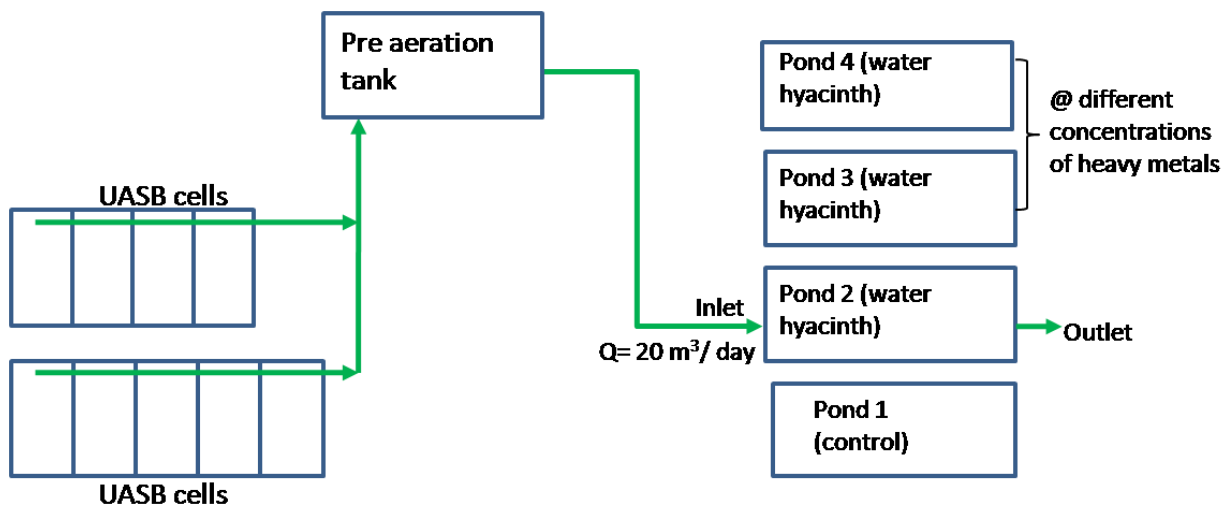 Pre aeration
tank
UASB cells
UASB cells
Inlet
Q= 20 m³/ day
Pond 4 (water
hyacinth)
Pond 3 (water
hyacinth)
@ different
concentrations
of heavy metals
Pond 2 (water
hyacinth)
Outlet
Pond 1
(control)